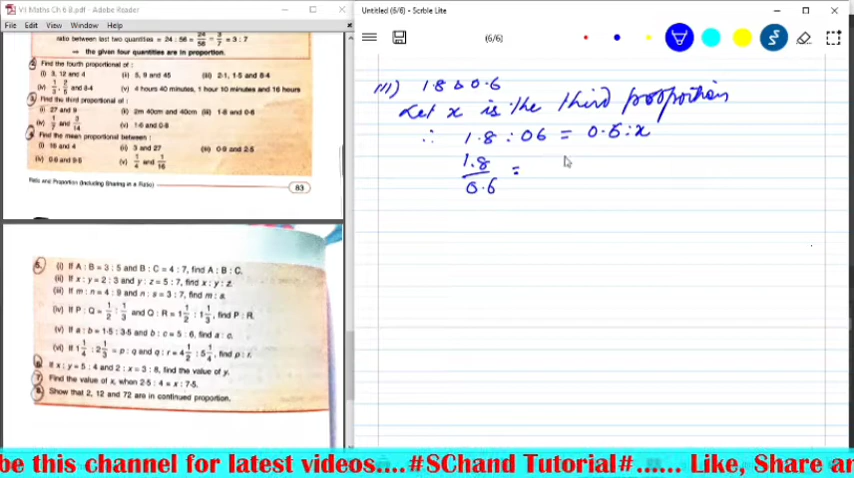 VII Maths Ch 6 8.pdf - Adobe Reader
File Edit View Window Help
ratio between last two quantities = 24 : 56 = 24/56 = 3/7 = 3 : 7
⇒ the given four quantities are in proportion.
2 Find the fourth proportional of :
(i) 3, 12 and 4 (ii) 5, 9 and 45 (iii) 2·1, 1·5 and 8·4
(iv) 1/3, 2/5 and 8·4 (v) 4 hours 40 minutes, 1 hour 10 minutes and 16 hours
3 Find the third proportional of :
(i) 27 and 9 (ii) 2m 40cm and 40cm (iii) 1·8 and 0·6
(iv) 1/7 and 3/14 (v) 1·6 and 0·8
4 Find the mean proportional between :
(i) 16 and 4 (ii) 3 and 27 (iii) 0·9 and 2·5
(iv) 0·6 and 9·6 (v) 1/4 and 1/16
Ratio and Proportion (Including Sharing in a Ratio)
83
5. (i) If A : B = 3 : 5 and B : C = 4 : 7, find A : B : C.
(ii) If x : y = 2 : 3 and y : z = 5 : 7, find x : y : z.
(iii) If m : n = 4 : 9 and n : s = 3 : 7, find m : s.
(iv) If P : Q = 1/2 : 1/3 and Q : R = 1 1/2 : 1 1/3, find P : R.
(v) If a : b = 1·5 : 3·5 and b : c = 5 : 6, find a : c.
(vi) If 1 1/4 : 2 1/3 = p : q and q : r = 4 1/2 : 5 1/4, find p : r.
6 If x : y = 5 : 4 and 2 : x = 3 : 8, find the value of y.
7 Find the value of x, when 2·5 : 4 = x : 7·5.
8 Show that 2, 12 and 72 are in continued proportion.
Untitled (6/6) - Scrble Lite
(6/6)
111) 1.8 & 0.6
Let x is the third proportion
∴ 1.8 : 06 = 0.6 : x
1.8/0.6 =
be this channel for latest videos....#SChand Tutorial#...... Like, Share an